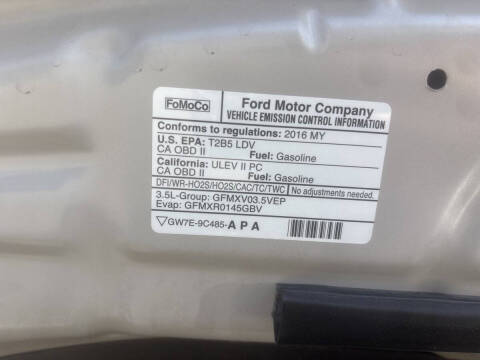 FoMoCo
Ford Motor Company
VEHICLE EMISSION CONTROL INFORMATION
Conforms to regulations: 2016 MY
U.S. EPA: T2B5 LDV
CA OBD II Fuel: Gasoline
California: ULEV II PC
CA OBD II Fuel: Gasoline
DFI/WR-HO2S/HO2S/CAC/TC/TWC No adjustments needed.
3.5L-Group: GFMXV03.5VEP
Evap: GFMXR0145GBV
GW7E-9C485-APA